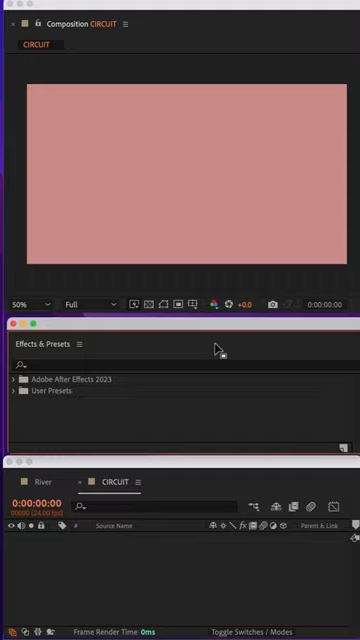 Composition CIRCUIT
CIRCUIT
50% Full +0.0 0:00:00:00
Effects & Presets
Adobe After Effects 2023
User Presets
River CIRCUIT
0:00:00:00
00000 (24.00 fps)
# Source Name fx Parent & Link
Frame Render Time 0ms Toggle Switches / Modes